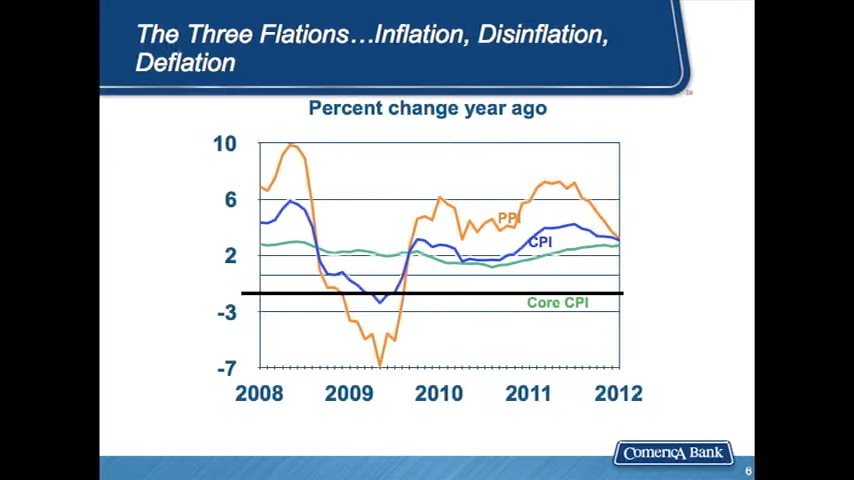 The Three Flations…Inflation, Disinflation,
Deflation
SM
Percent change year ago
10
6
2
-3
-7
PPI
CPI
Core CPI
2008 2009 2010 2011 2012
ComericA Bank
6